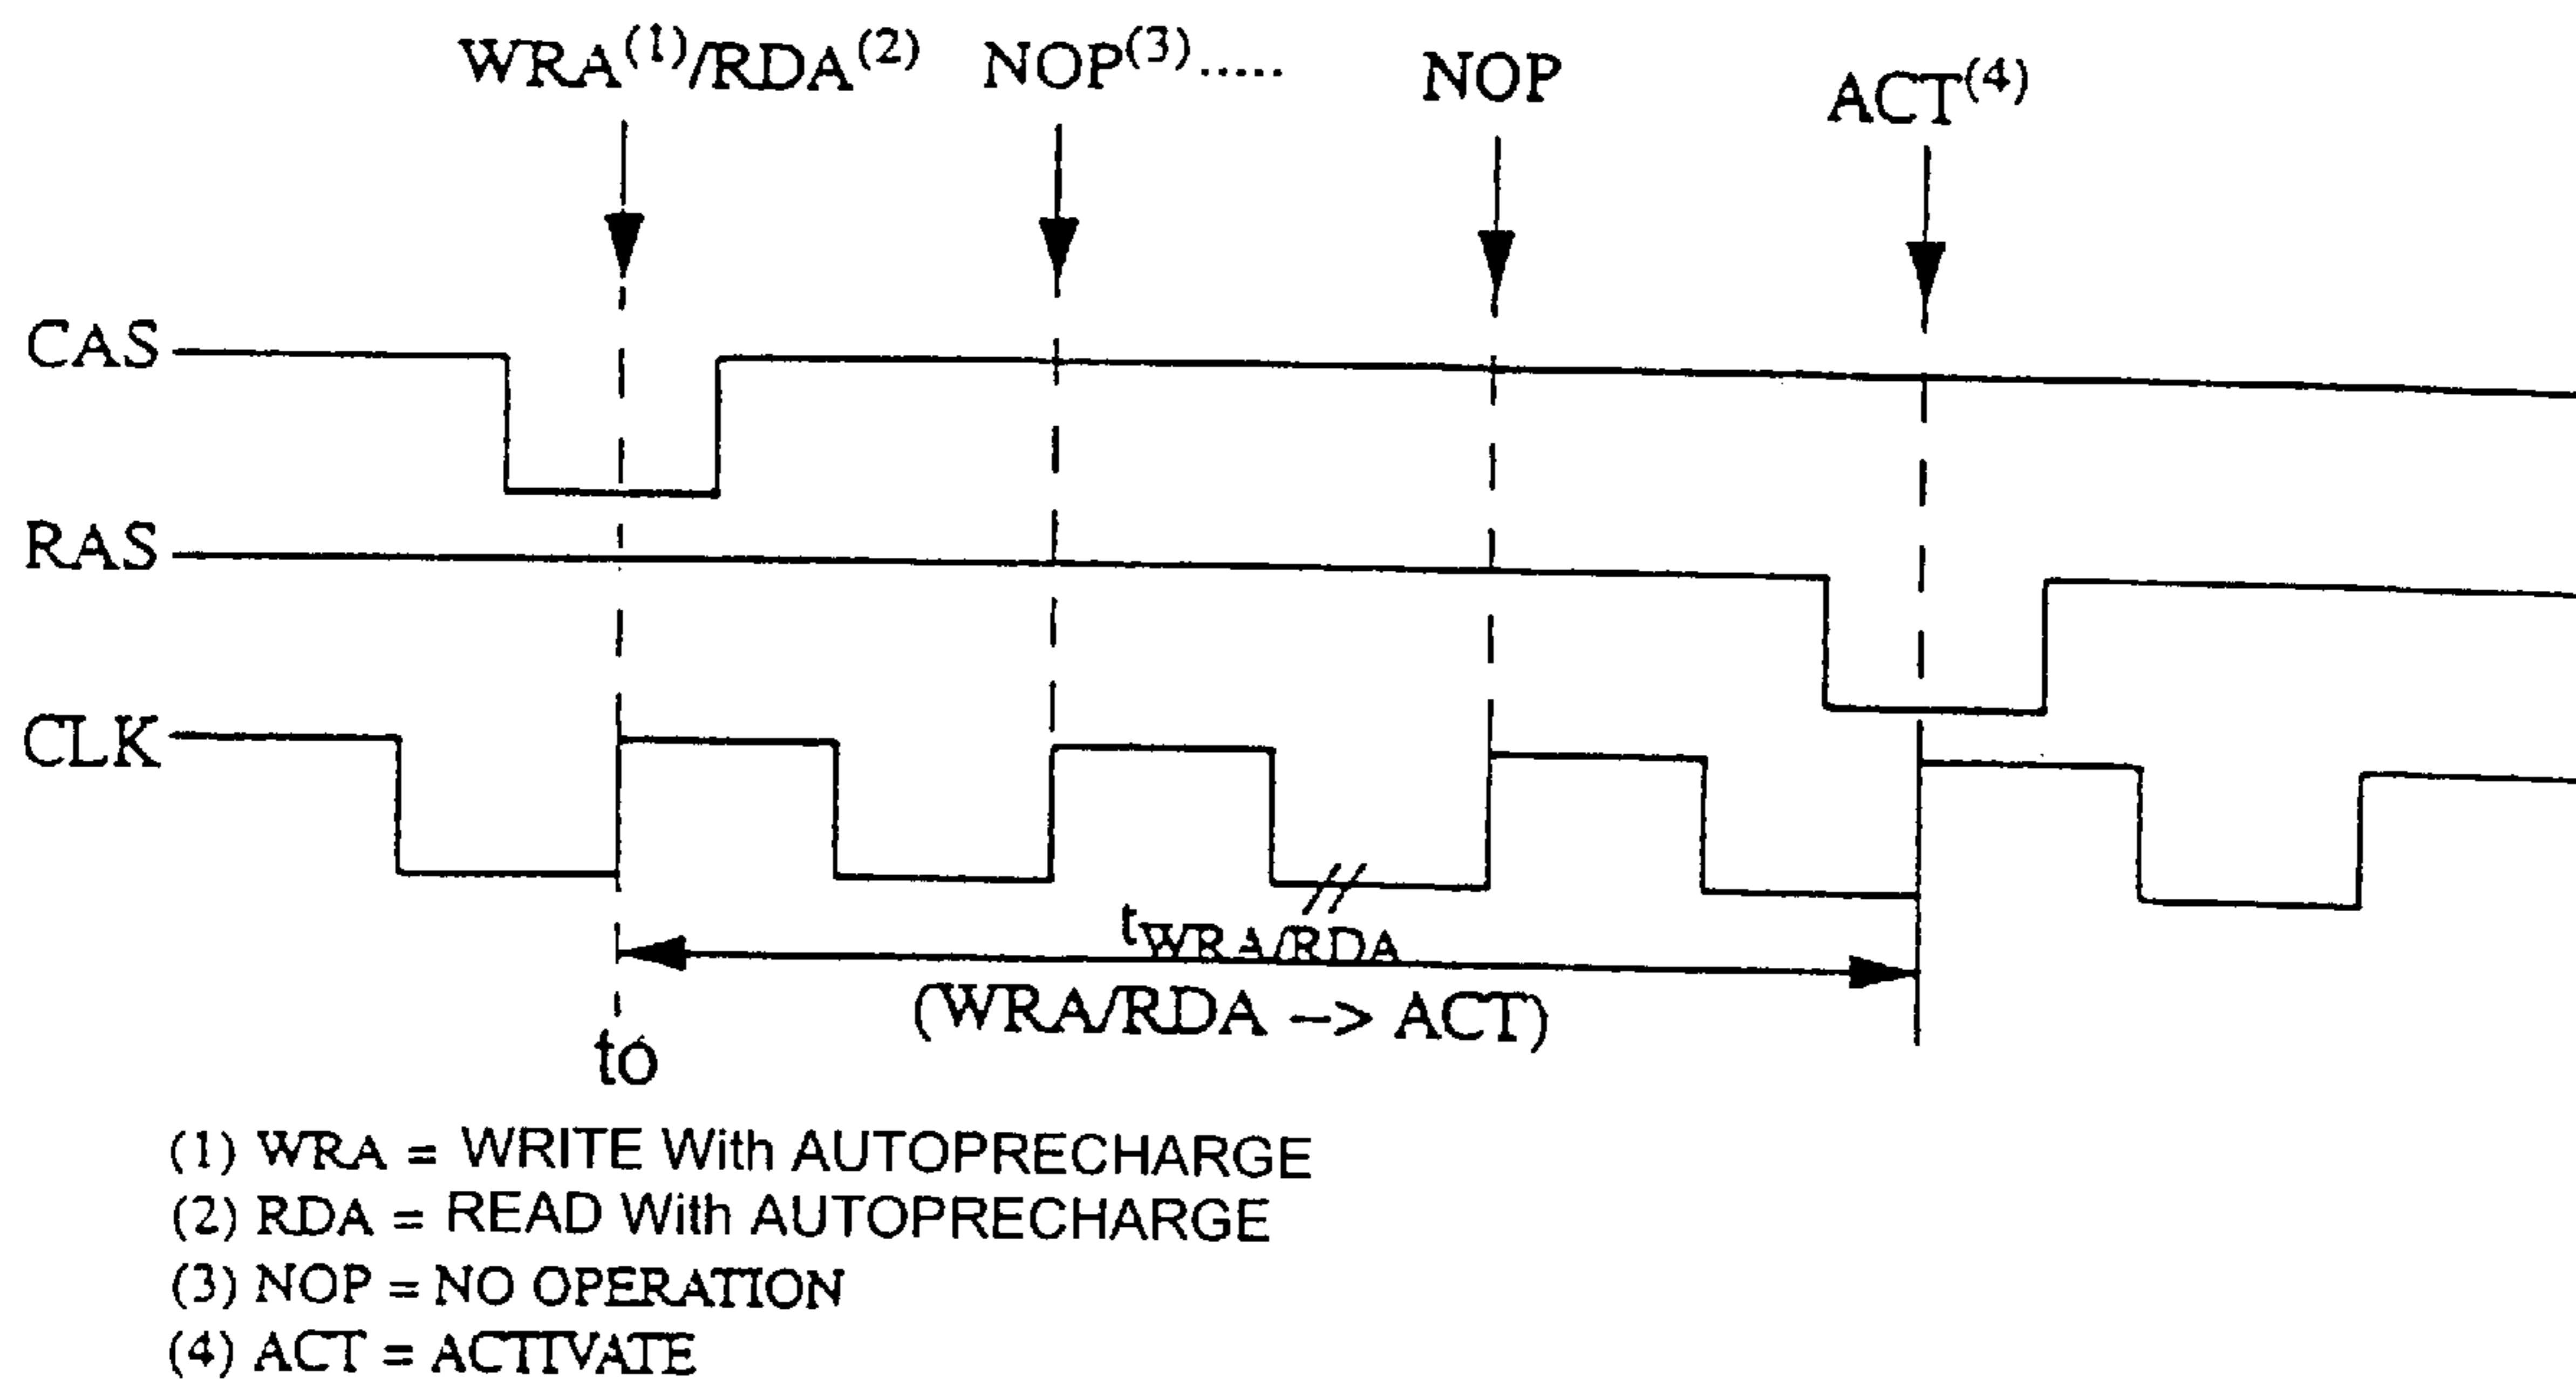 WRA(1)/RDA(2) NOP(3)..... NOP ACT(4)
CAS
RAS
CLK
tWRA/RDA
(WRA/RDA –> ACT)
to
(1) WRA = WRITE With AUTOPRECHARGE
(2) RDA = READ With AUTOPRECHARGE
(3) NOP = NO OPERATION
(4) ACT = ACTIVATE